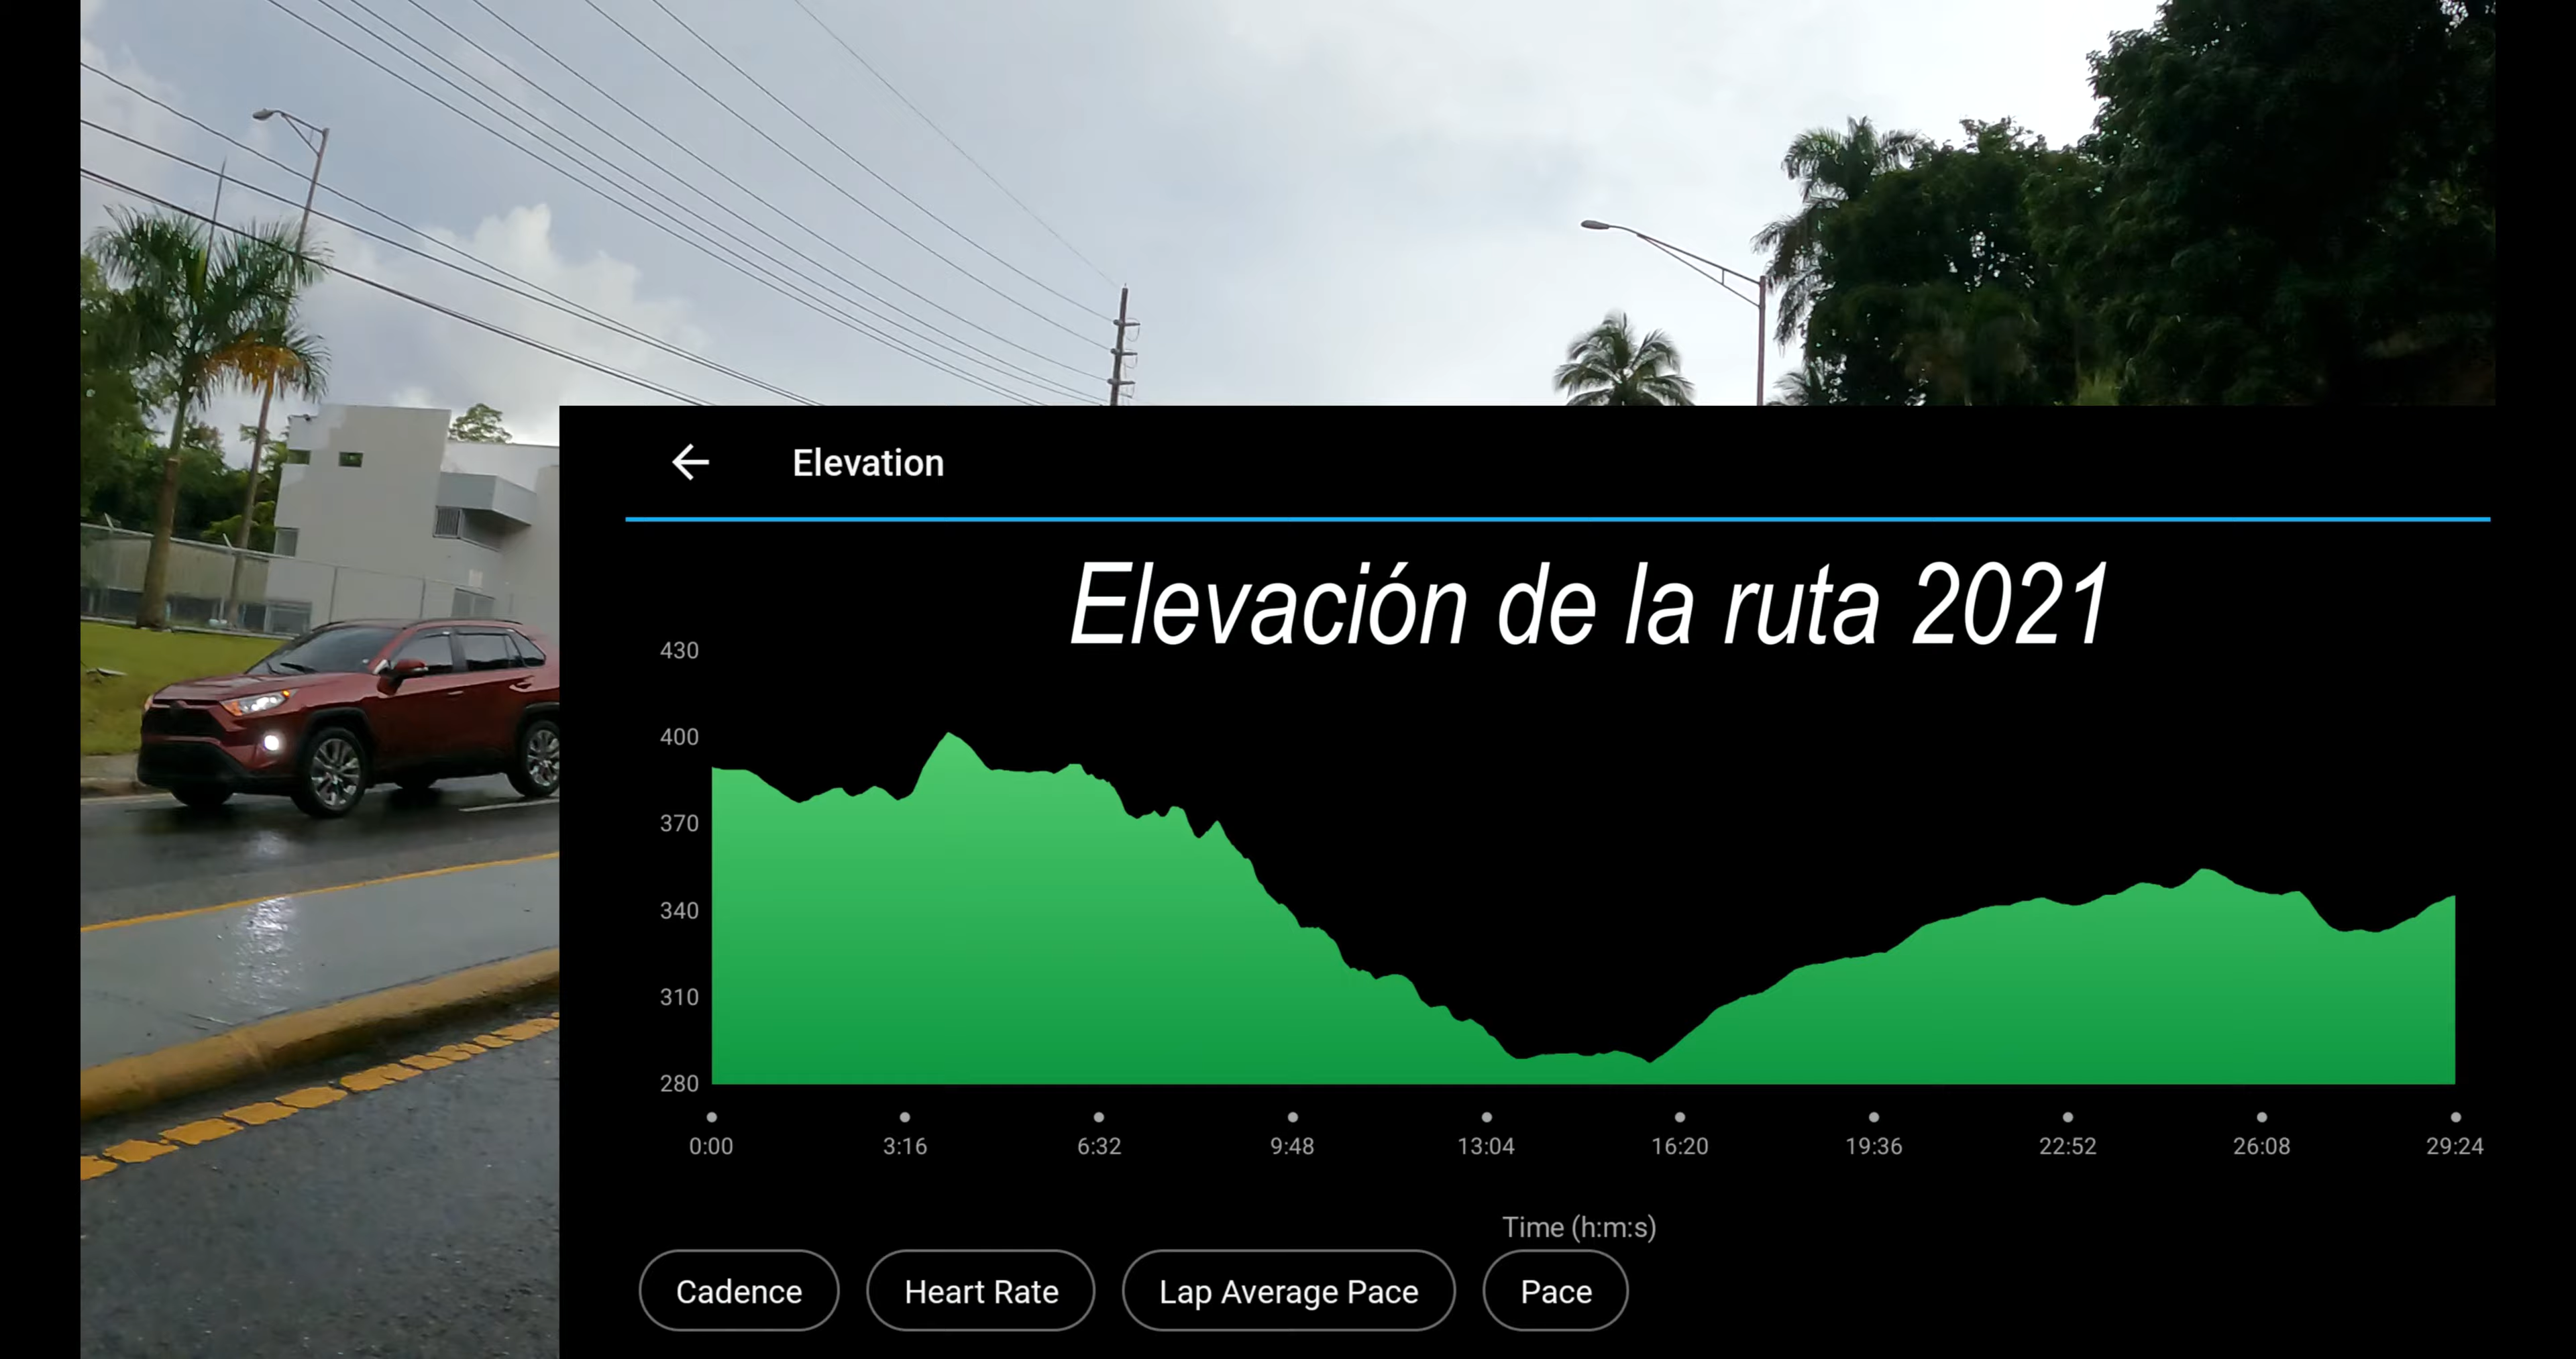 Elevation
Elevación de la ruta 2021
430
400
370
340
310
280
0:00 3:16 6:32 9:48 13:04 16:20 19:36 22:52 26:08 29:24
Time (h:m:s)
Cadence Heart Rate Lap Average Pace Pace